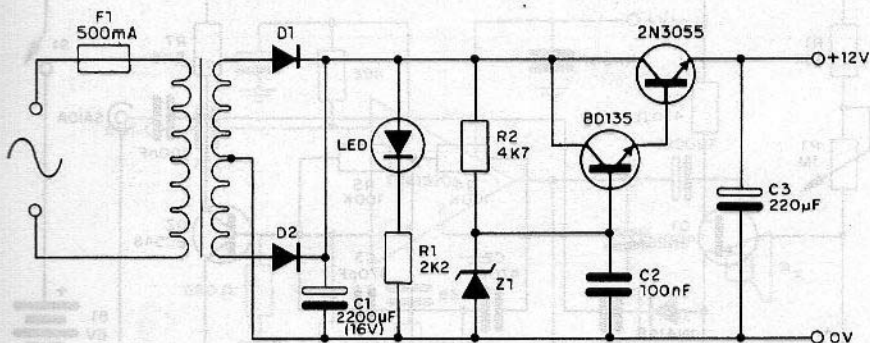 F1
500mA
D1
2N3055
+12V
BD135
LED
R2
4K7
C3
220µF
D2
R1
2K2
Z1
C2
100nF
C1
2200µF
(16V)
0V